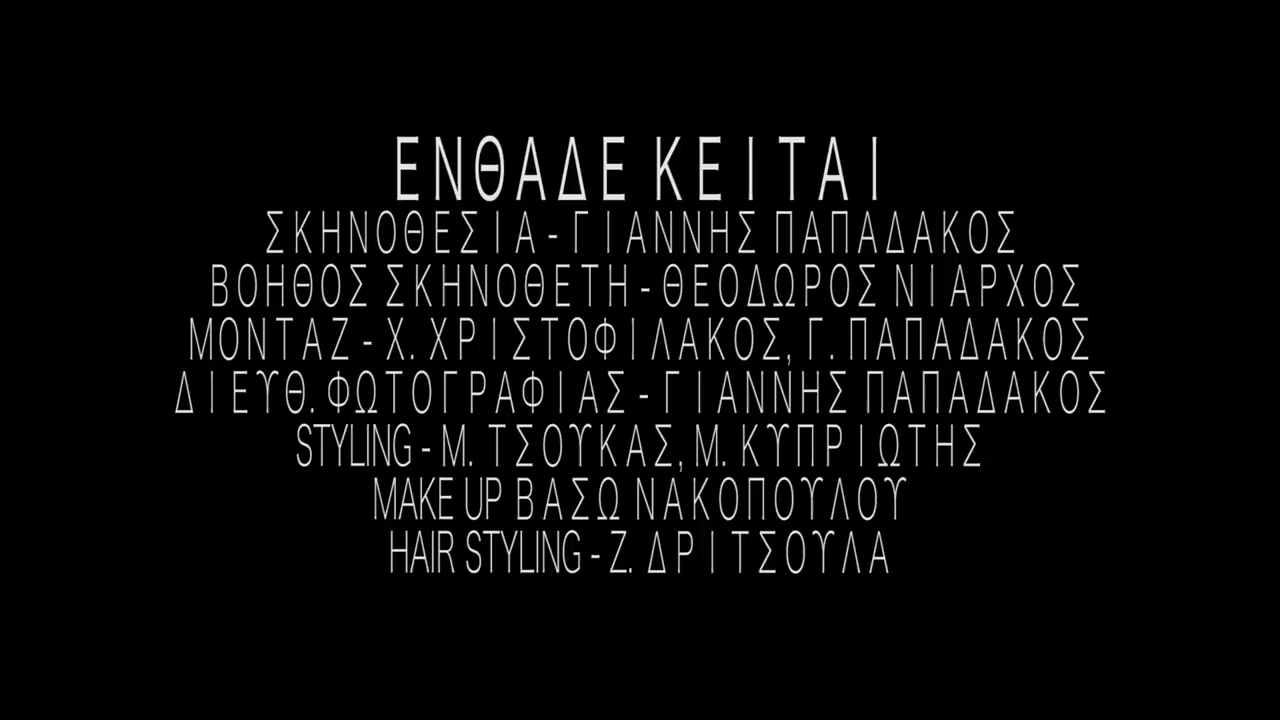 ΕΝΘΑΔΕ ΚΕΙΤΑΙ
ΣΚΗΝΟΘΕΣΙΑ - ΓΙΑΝΝΗΣ ΠΑΠΑΔΑΚΟΣ
ΒΟΗΘΟΣ ΣΚΗΝΟΘΕΤΗ - ΘΕΟΔΩΡΟΣ ΝΙΑΡΧΟΣ
ΜΟΝΤΑΖ - Χ. ΧΡΙΣΤΟΦΙΛΑΚΟΣ, Γ. ΠΑΠΑΔΑΚΟΣ
ΔΙΕΥΘ. ΦΩΤΟΓΡΑΦΙΑΣ - ΓΙΑΝΝΗΣ ΠΑΠΑΔΑΚΟΣ
STYLING - Μ. ΤΣΟΥΚΑΣ, Μ. ΚΥΠΡΙΩΤΗΣ
MAKE UP ΒΑΣΩ ΝΑΚΟΠΟΥΛΟΥ
HAIR STYLING - Ζ. ΔΡΙΤΣΟΥΛΑ